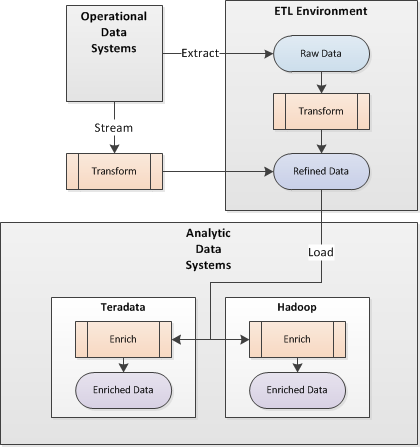 Operational
Data
Systems
ETL Environment
Extract
Raw Data
Transform
Stream
Transform
Refined Data
Load
Analytic
Data
Systems
Teradata
Hadoop
Enrich
Enrich
Enriched Data
Enriched Data